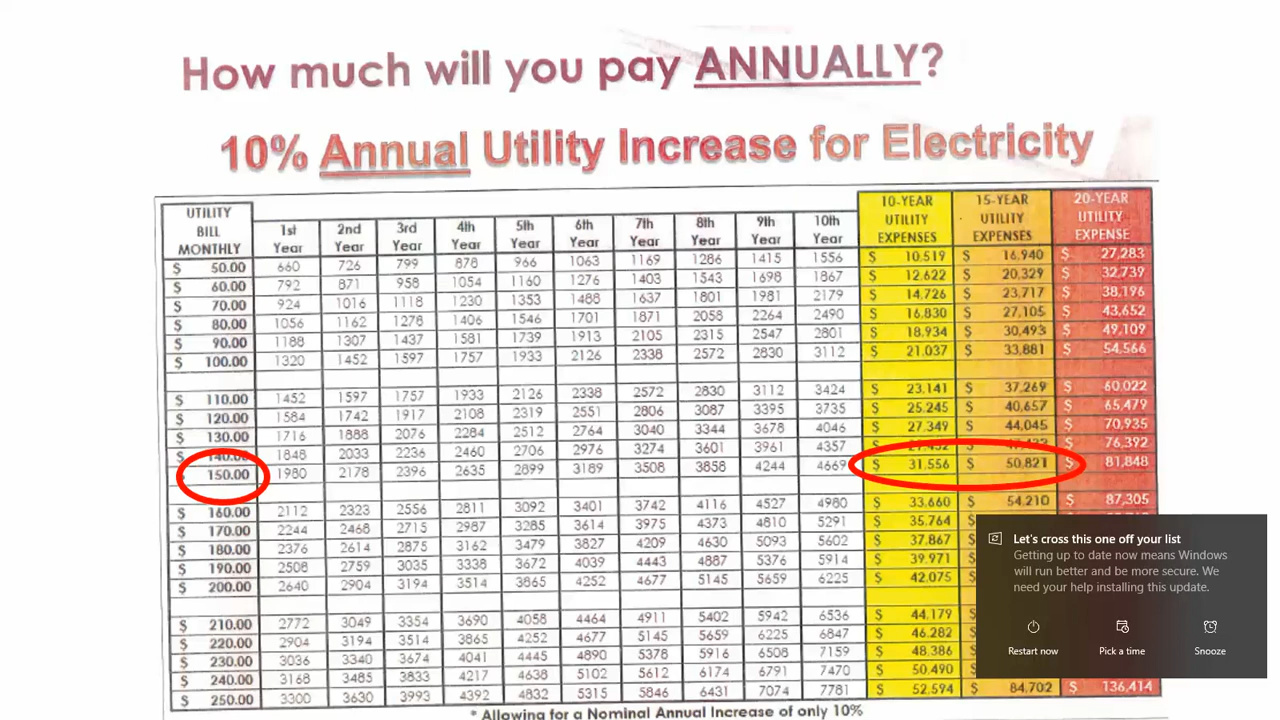 How much will you pay ANNUALLY?
10% Annual Utility Increase for Electricity
UTILITY BILL MONTHLY 1st Year 2nd Year 3rd Year 4th Year 5th Year 6th Year 7th Year 8th Year 9th Year 10th Year 10-YEAR UTILITY EXPENSES 15-YEAR UTILITY EXPENSES 20-YEAR UTILITY EXPENSE
$ 50.00 660 726 799 878 966 1063 1169 1286 1415 1556 $ 10,519 $ 16,940 $ 27,283
$ 60.00 792 871 958 1054 1160 1276 1403 1543 1698 1867 $ 12,622 $ 20,329 $ 32,739
$ 70.00 924 1016 1118 1230 1353 1488 1637 1801 1981 2179 $ 14,726 $ 23,717 $ 38,196
$ 80.00 1056 1162 1278 1406 1546 1701 1871 2058 2264 2490 $ 16,830 $ 27,105 $ 43,652
$ 90.00 1188 1307 1437 1581 1739 1913 2105 2315 2547 2801 $ 18,934 $ 30,493 $ 49,109
$ 100.00 1320 1452 1597 1757 1933 2126 2338 2572 2830 3112 $ 21,037 $ 33,881 $ 54,566
$ 110.00 1452 1597 1757 1933 2126 2338 2572 2830 3112 3424 $ 23,141 $ 37,269 $ 60,022
$ 120.00 1584 1742 1917 2108 2319 2551 2806 3087 3395 3735 $ 25,245 $ 40,657 $ 65,479
$ 130.00 1716 1888 2076 2284 2512 2764 3040 3344 3678 4046 $ 27,349 $ 44,045 $ 70,935
$ 140.00 1848 2033 2236 2460 2706 2976 3274 3601 3961 4357 $ $ $ 76,392
$ 150.00 1980 2178 2396 2635 2899 3189 3508 3858 4244 4669 $ 31,556 $ 50,821 $ 81,848
$ 160.00 2112 2323 2556 2811 3092 3401 3742 4116 4527 4980 $ 33,660 $ 54,210 $ 87,305
$ 170.00 2244 2468 2715 2987 3285 3614 3975 4373 4810 5291 $ 35,764 $
$ 180.00 2376 2614 2875 3162 3479 3827 4209 4630 5093 5602 $ 37,867 $
$ 190.00 2508 2759 3035 3338 3672 4039 4443 4887 5376 5914 $ 39,971 $
$ 200.00 2640 2904 3194 3514 3865 4252 4677 5145 5659 6225 $ 42,075 $
$ 210.00 2772 3049 3354 3690 4058 4464 4911 5402 5942 6536 $ 44,179 $
$ 220.00 2904 3194 3514 3865 4252 4677 5145 5659 6225 6847 $ 46,282 $
$ 230.00 3036 3340 3674 4041 4445 4890 5378 5916 6508 7159 $ 48,386 $
$ 240.00 3168 3485 3833 4217 4638 5102 5612 6174 6791 7470 $ 50,490 $
$ 250.00 3300 3630 3993 4392 4832 5315 5846 6431 7074 7781 $ 52,594 $ 84,702 $ 136,414
* Allowing for a Nominal Annual Increase of only 10%
Let's cross this one off your list
Getting up to date now means Windows
will run better and be more secure. We
need your help installing this update.
Restart now Pick a time Snooze